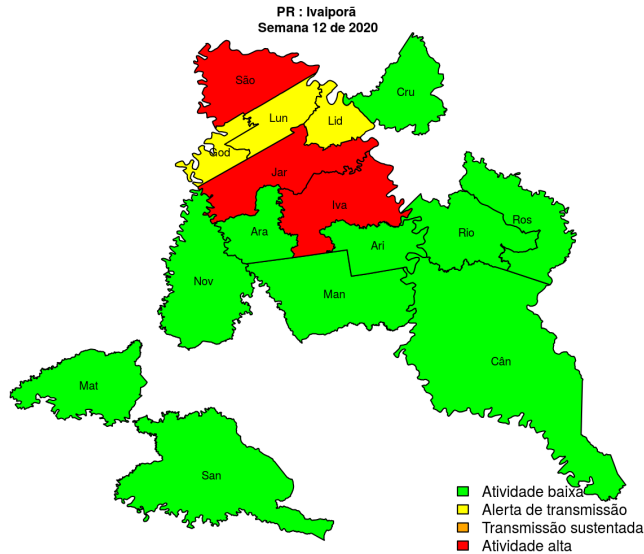 PR : Ivaiporã
Semana 12 de 2020
São
Cru
Lun
Lid
God
Jar
Iva
Ros
Rio
Ara
Ari
Nov
Man
Cân
Mat
San
Atividade baixa
Alerta de transmissão
Transmissão sustentada
Atividade alta